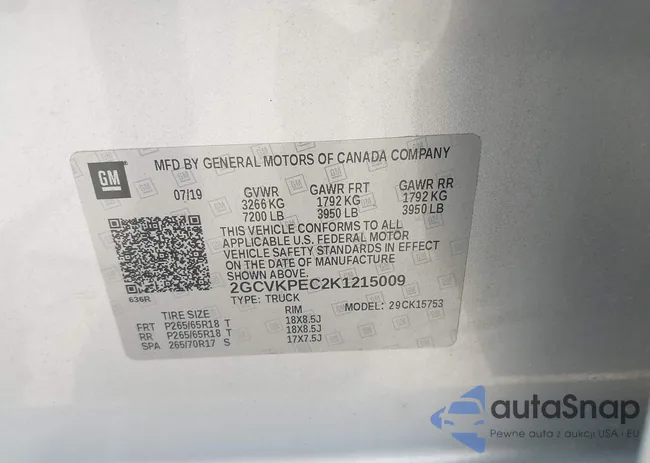 GM
MFD BY GENERAL MOTORS OF CANADA COMPANY
07/19 GVWR GAWR FRT GAWR RR
3266 KG 1792 KG 1792 KG
7200 LB 3950 LB 3950 LB
THIS VEHICLE CONFORMS TO ALL
APPLICABLE U.S. FEDERAL MOTOR
VEHICLE SAFETY STANDARDS IN EFFECT
ON THE DATE OF MANUFACTURE
SHOWN ABOVE.
2GCVKPEC2K1215009
636R
TYPE: TRUCK MODEL: 29CK15753
TIRE SIZE RIM
FRT P265/65R18 T 18X8.5J
RR P265/65R18 T 18X8.5J
SPA 265/70R17 S 17X7.5J
autaSnap
Pewne auta z aukcji USA · EU